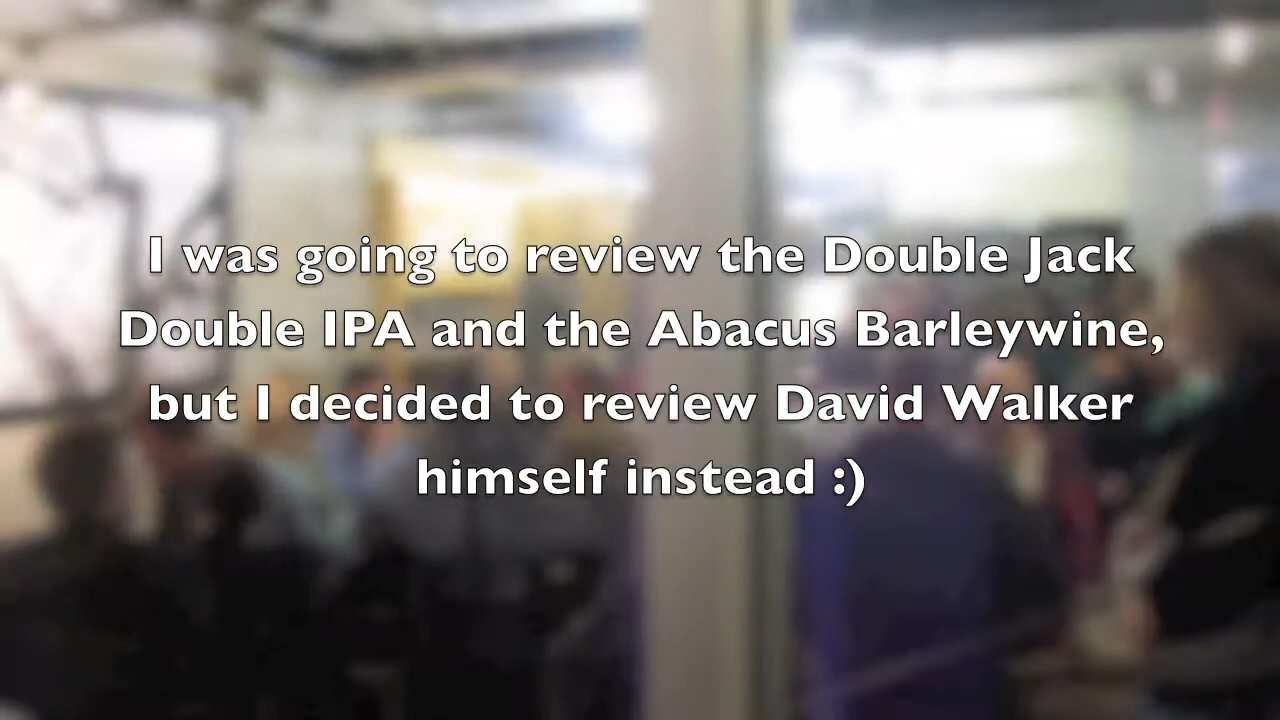 I was going to review the Double Jack
Double IPA and the Abacus Barleywine,
but I decided to review David Walker
himself instead :)